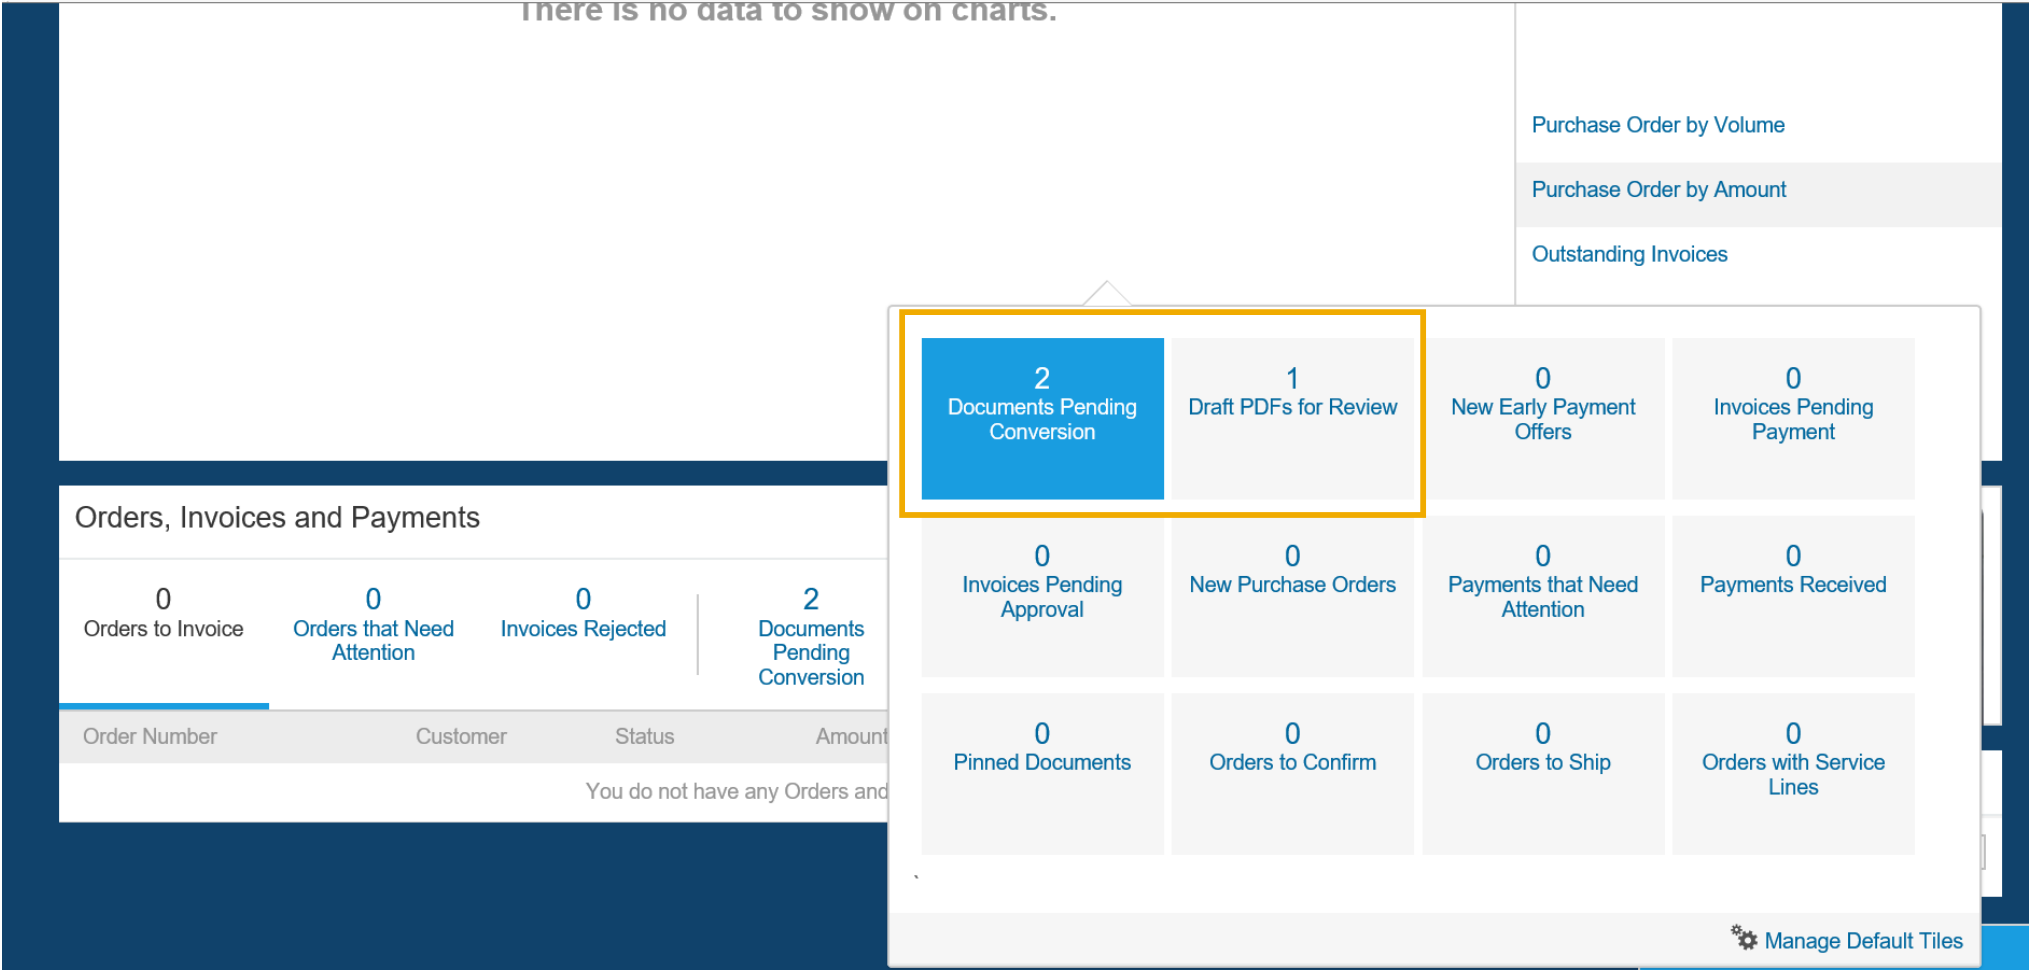 There is no data to show on charts.
Purchase Order by Volume
Purchase Order by Amount
Outstanding Invoices
2
Documents Pending
Conversion
1
Draft PDFs for Review
0
New Early Payment
Offers
0
Invoices Pending
Payment
0
Invoices Pending
Approval
0
New Purchase Orders
0
Payments that Need
Attention
0
Payments Received
0
Pinned Documents
0
Orders to Confirm
0
Orders to Ship
0
Orders with Service
Lines
`
Manage Default Tiles
Orders, Invoices and Payments
0
Orders to Invoice
0
Orders that Need
Attention
0
Invoices Rejected
2
Documents
Pending
Conversion
Order Number
Customer
Status
Amount
You do not have any Orders and